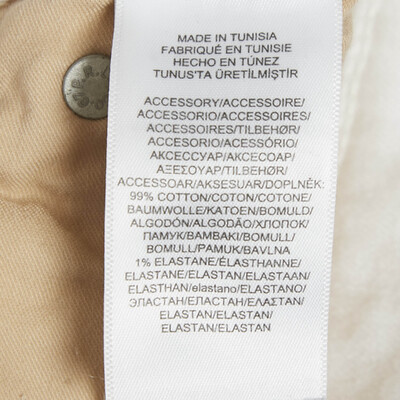 MADE IN TUNISIA
FABRIQUÉ EN TUNISIE
HECHO EN TÚNEZ
TUNUS'TA ÜRETİLMİŞTİR
ACCESSORY/ACCESSOIRE/
ACCESSORIO/ACCESSOIRES/
ACCESSOIRES/TILBEHØR/
ACCESORIO/ACESSÓRIO/
АКСЕССУАР/АКСЕСОАР/
ΑΞΕΣΟΥΑΡ/TILBEHØR/
ACCESSOAR/AKSESUAR/DOPLNĚK:
99% COTTON/COTON/COTONE/
BAUMWOLLE/KATOEN/BOMULD/
ALGODÓN/ALGODÃO/ХЛОПОК/
ПАМУК/ΒΑΜΒΑΚΙ/BOMULL/
BOMULL/PAMUK/BAVLNA
1% ELASTANE/ÉLASTHANNE/
ELASTANE/ELASTAN/ELASTAAN/
ELASTHAN/elastano/ELASTANO/
ЭЛАСТАН/ЕЛАСТАН/ΕΛΑΣΤΑΝ/
ELASTAN/ELASTAN/
ELASTAN/ELASTAN